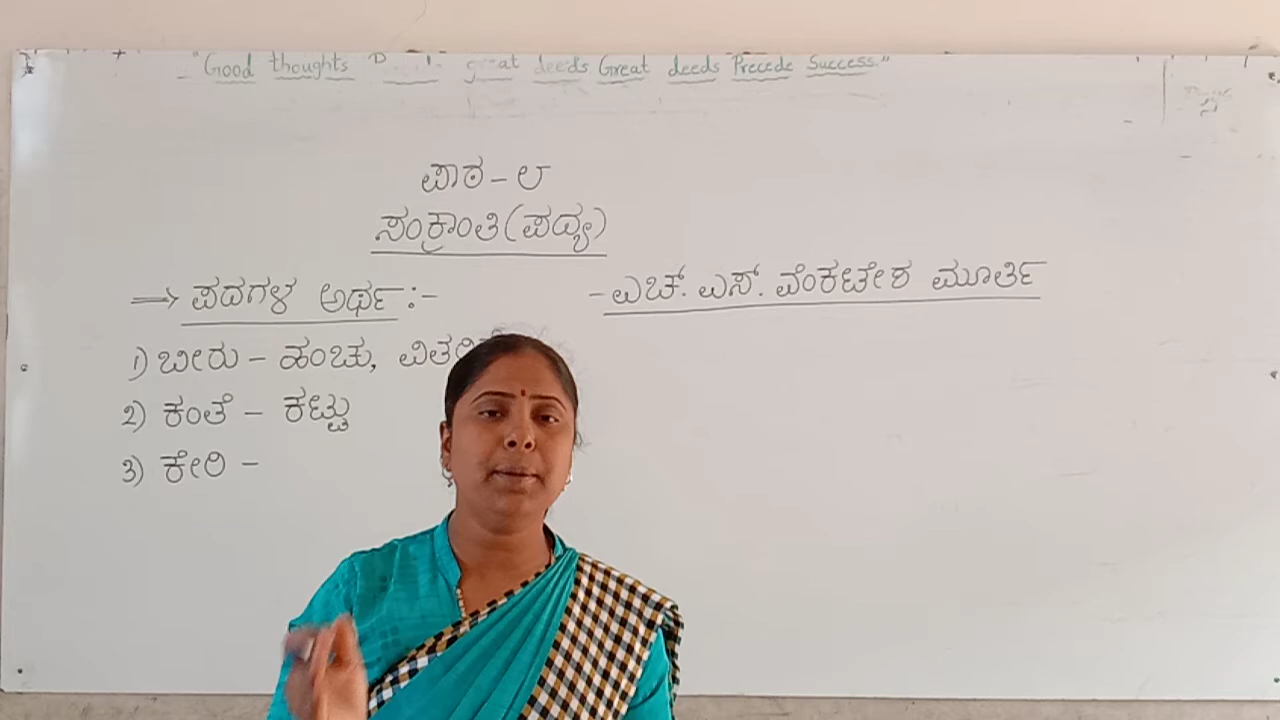 "Good thoughts great deeds Great deeds Precede Success."
ಪಾಠ - ೮
ಸಂಕ್ರಾಂತಿ (ಪದ್ಯ)
- ಎಚ್. ಎಸ್. ವೆಂಕಟೇಶ ಮೂರ್ತಿ
⇒ ಪದಗಳ ಅರ್ಥ :-
1) ಬೀರು - ಹಂಚು,
2) ಕಂತೆ - ಕಟ್ಟು
3) ಕೇರಿ -